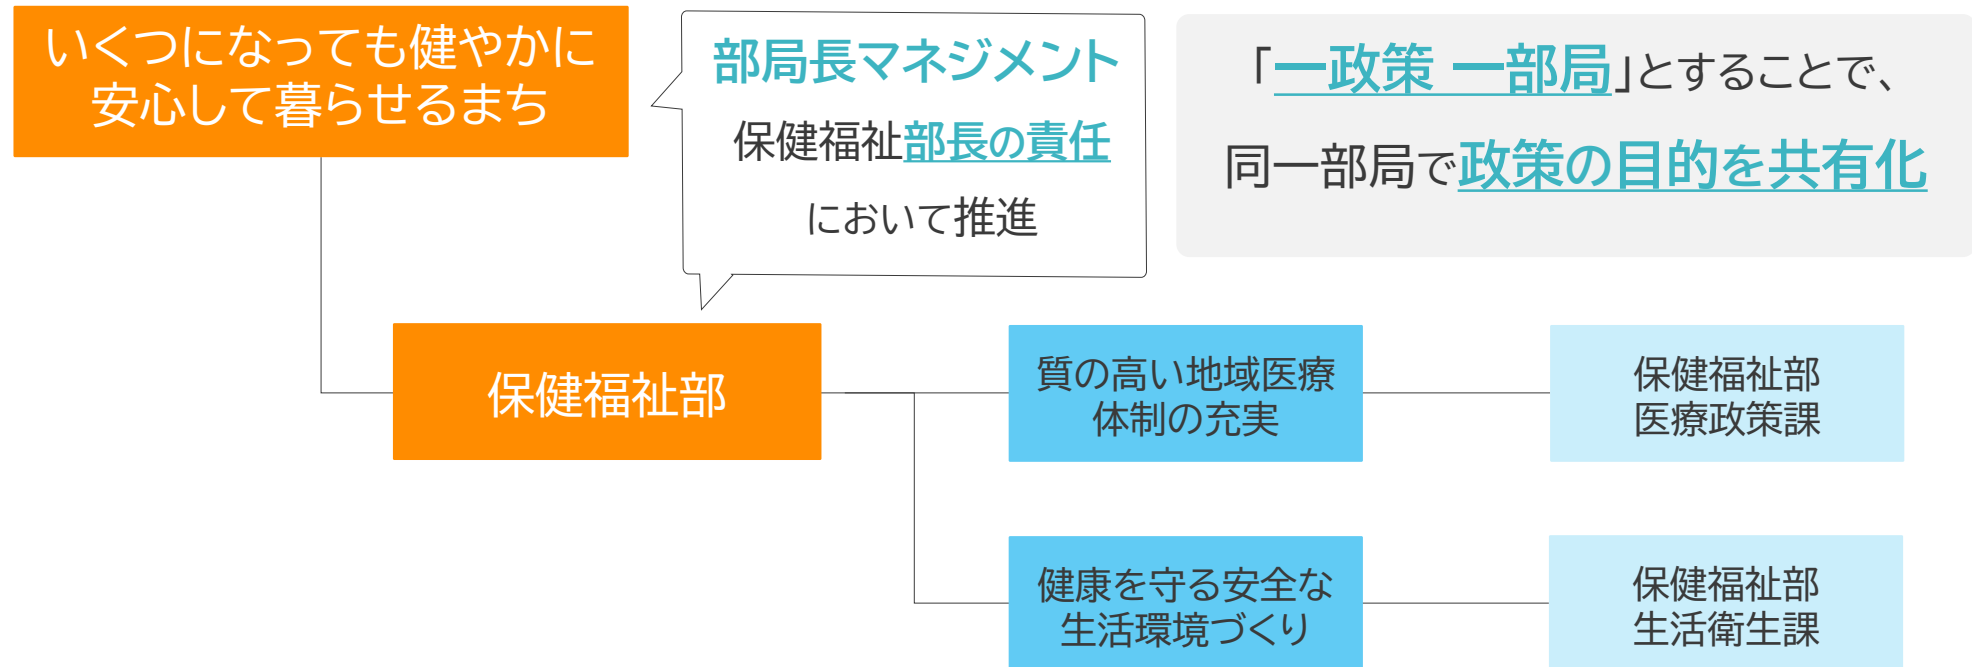 いくつになっても健やかに
安心して暮らせるまち
部局長マネジメント
保健福祉部長の責任
において推進
「一政策 一部局」とすることで、
同一部局で政策の目的を共有化
保健福祉部
質の高い地域医療
体制の充実
保健福祉部
医療政策課
健康を守る安全な
生活環境づくり
保健福祉部
生活衛生課